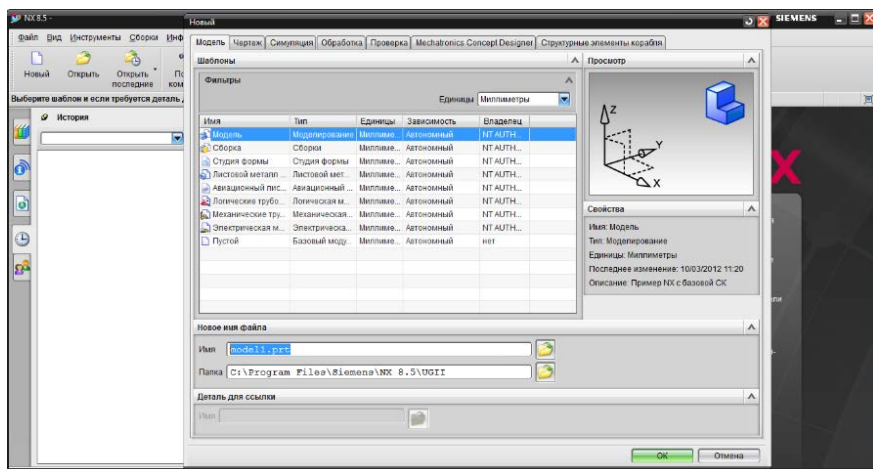 NX 8.5 -
Новый
SIEMENS
Файл Вид Инструменты Сборки Инф
Модель Чертеж Симуляция Обработка Проверка Mechatronics Concept Designer Структурные элементы корабля
Новый Открыть Открыть последние
Выберите шаблон и если требуется деталь
История
Шаблоны
Фильтры
Единицы Миллиметры
Имя Тип Единицы Зависимость Владелец
Модель Моделирование Миллиме... Автономный NT AUTH...
Сборка Сборки Миллиме... Автономный NT AUTH...
Студия формы Студия формы Миллиме... Автономный NT AUTH...
Листовой металл ... Листовой мет... Миллиме... Автономный NT AUTH...
Авиационный лис... Авиационный ... Миллиме... Автономный NT AUTH...
Логические трубо... Логическая м... Миллиме... Автономный NT AUTH...
Механические тру... Механическая... Миллиме... Автономный NT AUTH...
Электрическая м... Электрическа... Миллиме... Автономный NT AUTH...
Пустой Базовый моду... Миллиме... Автономный нет
Просмотр
Z
Y
X
Свойства
Имя: Модель
Тип: Моделирование
Единицы: Миллиметры
Последнее изменение: 10/03/2012 11:20
Описание: Пример NX с базовой СК
Новое имя файла
Имя model1.prt
Папка C:\Program Files\Siemens\NX 8.5\UGII
Деталь для ссылки
Имя
OK Отмена